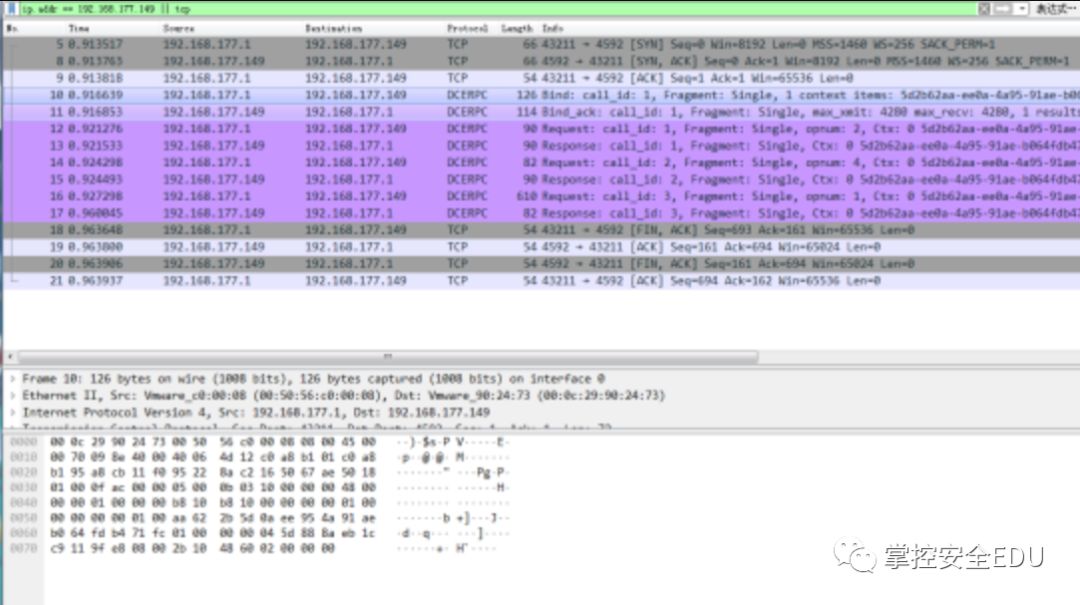 ip.addr == 192.168.177.149 || tcp 表达式…
No. Time Source Destination Protocol Length Info
5 0.913517 192.168.177.1 192.168.177.149 TCP 66 43211 → 4592 [SYN] Seq=0 Win=8192 Len=0 MSS=1460 WS=256 SACK_PERM=1
8 0.913763 192.168.177.149 192.168.177.1 TCP 66 4592 → 43211 [SYN, ACK] Seq=0 Ack=1 Win=8192 Len=0 MSS=1460 WS=256 SACK_PERM=1
9 0.913818 192.168.177.1 192.168.177.149 TCP 54 43211 → 4592 [ACK] Seq=1 Ack=1 Win=65536 Len=0
10 0.916639 192.168.177.1 192.168.177.149 DCERPC 126 Bind: call_id: 1, Fragment: Single, 1 context items: 5d2b62aa-ee0a-4a95-91ae-b06
11 0.916853 192.168.177.149 192.168.177.1 DCERPC 114 Bind_ack: call_id: 1, Fragment: Single, max_xmit: 4280 max_recv: 4280, 1 results
12 0.921276 192.168.177.1 192.168.177.149 DCERPC 90 Request: call_id: 1, Fragment: Single, opnum: 2, Ctx: 0 5d2b62aa-ee0a-4a95-91ae-
13 0.921533 192.168.177.149 192.168.177.1 DCERPC 90 Response: call_id: 1, Fragment: Single, Ctx: 0 5d2b62aa-ee0a-4a95-91ae-b064fdb47
14 0.924298 192.168.177.1 192.168.177.149 DCERPC 82 Request: call_id: 2, Fragment: Single, opnum: 4, Ctx: 0 5d2b62aa-ee0a-4a95-91ae-
15 0.924493 192.168.177.149 192.168.177.1 DCERPC 90 Response: call_id: 2, Fragment: Single, Ctx: 0 5d2b62aa-ee0a-4a95-91ae-b064fdb47
16 0.927298 192.168.177.1 192.168.177.149 DCERPC 610 Request: call_id: 3, Fragment: Single, opnum: 1, Ctx: 0 5d2b62aa-ee0a-4a95-91ae-
17 0.960045 192.168.177.149 192.168.177.1 DCERPC 82 Response: call_id: 3, Fragment: Single, Ctx: 0 5d2b62aa-ee0a-4a95-91ae-b064fdb47
18 0.963648 192.168.177.1 192.168.177.149 TCP 54 43211 → 4592 [FIN, ACK] Seq=693 Ack=161 Win=65536 Len=0
19 0.963800 192.168.177.149 192.168.177.1 TCP 54 4592 → 43211 [ACK] Seq=161 Ack=694 Win=65024 Len=0
20 0.963906 192.168.177.149 192.168.177.1 TCP 54 4592 → 43211 [FIN, ACK] Seq=161 Ack=694 Win=65024 Len=0
21 0.963937 192.168.177.1 192.168.177.149 TCP 54 43211 → 4592 [ACK] Seq=694 Ack=162 Win=65536 Len=0
Frame 10: 126 bytes on wire (1008 bits), 126 bytes captured (1008 bits) on interface 0
Ethernet II, Src: Vmware_c0:00:08 (00:50:56:c0:00:08), Dst: Vmware_90:24:73 (00:0c:29:90:24:73)
Internet Protocol Version 4, Src: 192.168.177.1, Dst: 192.168.177.149
0000 00 0c 29 90 24 73 00 50 56 c0 00 08 08 00 45 00 ··)·$s·P V·····E·
0010 00 70 09 8e 40 00 40 06 4d 12 c0 a8 b1 01 c0 a8 ·p··@·@· M·······
0020 b1 95 a8 cb 11 f0 95 22 8a c2 16 50 67 ae 50 18 ·······" ···Pg·P·
0030 01 00 0f ac 00 00 05 00 0b 03 10 00 00 00 48 00 ········ ······H·
0040 00 00 01 00 00 00 b8 10 b8 10 00 00 00 00 01 00 ········ ········
0050 00 00 00 00 01 00 aa 62 2b 5d 0a ee 95 4a 91 ae ·······b +]···J··
0060 b0 64 fd b4 71 fc 01 00 00 00 04 5d 88 8a eb 1c ·d··q··· ···]····
0070 c9 11 9f e8 08 00 2b 10 48 60 02 00 00 00 ······+· H`····
掌控安全EDU